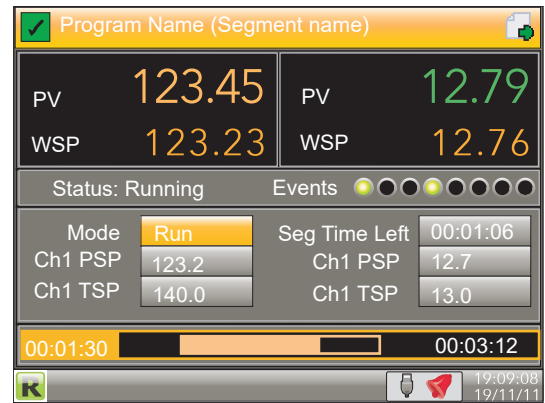 Program Name (Segment name)
PV 123.45
WSP 123.23
PV 12.79
WSP 12.76
Status: Running Events
Mode Run Seg Time Left 00:01:06
Ch1 PSP 123.2 Ch1 PSP 12.7
Ch1 TSP 140.0 Ch1 TSP 13.0
00:01:30 00:03:12
R 19:09:08
19/11/11